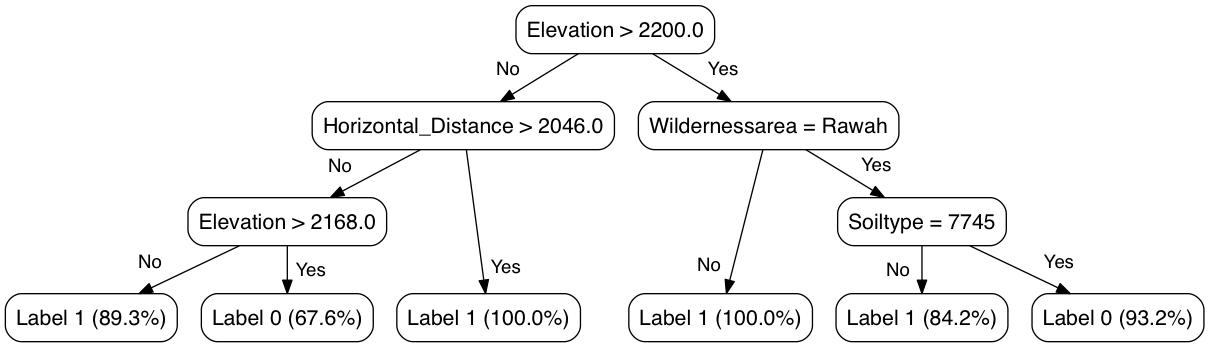 Elevation > 2200.0
No
Yes
Horizontal_Distance > 2046.0
Wildernessarea = Rawah
No
Yes
Elevation > 2168.0
Soiltype = 7745
No
Yes
Yes
No
No
Yes
Label 1 (89.3%)
Label 0 (67.6%)
Label 1 (100.0%)
Label 1 (100.0%)
Label 1 (84.2%)
Label 0 (93.2%)